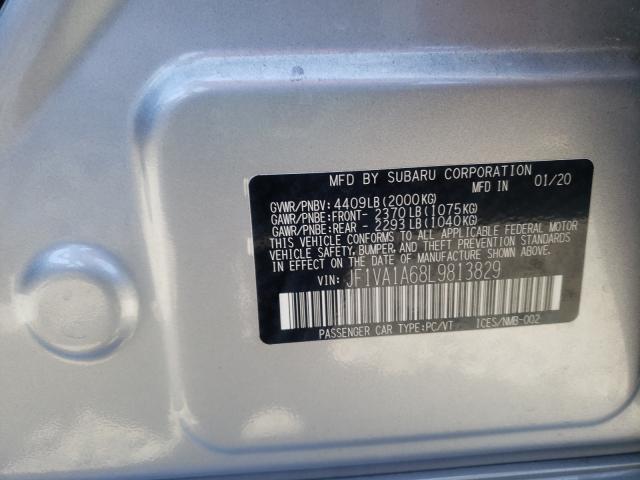 MFD BY SUBARU CORPORATION
MFD IN 01/20
GVWR/PNBV: 4409LB(2000KG)
GAWR/PNBE:FRONT- 2370LB(1075KG)
GAWR/PNBE:REAR - 2293LB(1040KG)
THIS VEHICLE CONFORMS TO ALL APPLICABLE FEDERAL MOTOR
VEHICLE SAFETY, BUMPER, AND THEFT PREVENTION STANDARDS
IN EFFECT ON THE DATE OF MANUFACTURE SHOWN ABOVE.
VIN: JF1VA1A68L9813829
PASSENGER CAR TYPE:PC/VT ICES/NMB-002